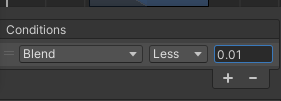 Conditions
Blend Less 0.01
+ −